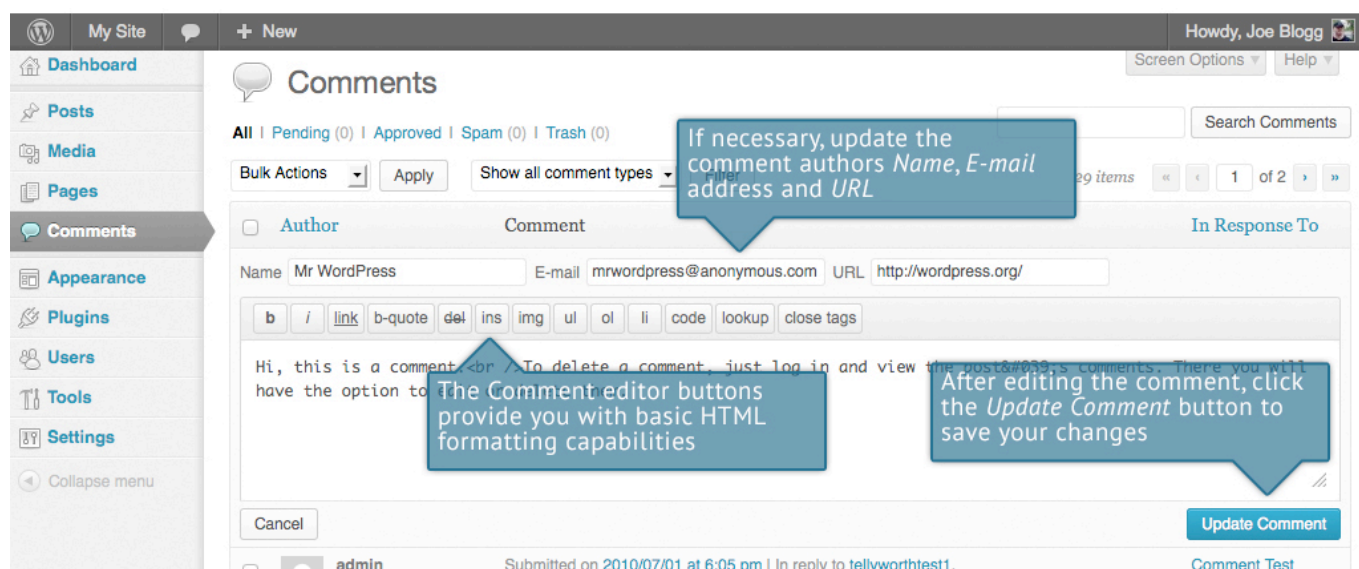 My Site + New Howdy, Joe Blogg
Screen Options Help
Dashboard
Posts
Media
Pages
Comments
Appearance
Plugins
Users
Tools
Settings
Collapse menu
Comments
All | Pending (0) | Approved | Spam (0) | Trash (0)
Search Comments
Bulk Actions Apply Show all comment types Filter
29 items « ‹ 1 of 2 › »
If necessary, update the
comment authors Name, E-mail
address and URL
Author Comment In Response To
Name Mr WordPress E-mail mrwordpress@anonymous.com URL http://wordpress.org/
b i link b-quote del ins img ul ol li code lookup close tags
Hi, this is a comment.<br />To delete a comment, just log in and view the post&#039;s comments. There you will
have the option to
The Comment editor buttons
provide you with basic HTML
formatting capabilities
After editing the comment, click
the Update Comment button to
save your changes
Cancel Update Comment
admin Submitted on 2010/07/01 at 6:05 pm | In reply to tellyworthtest1. Comment Test